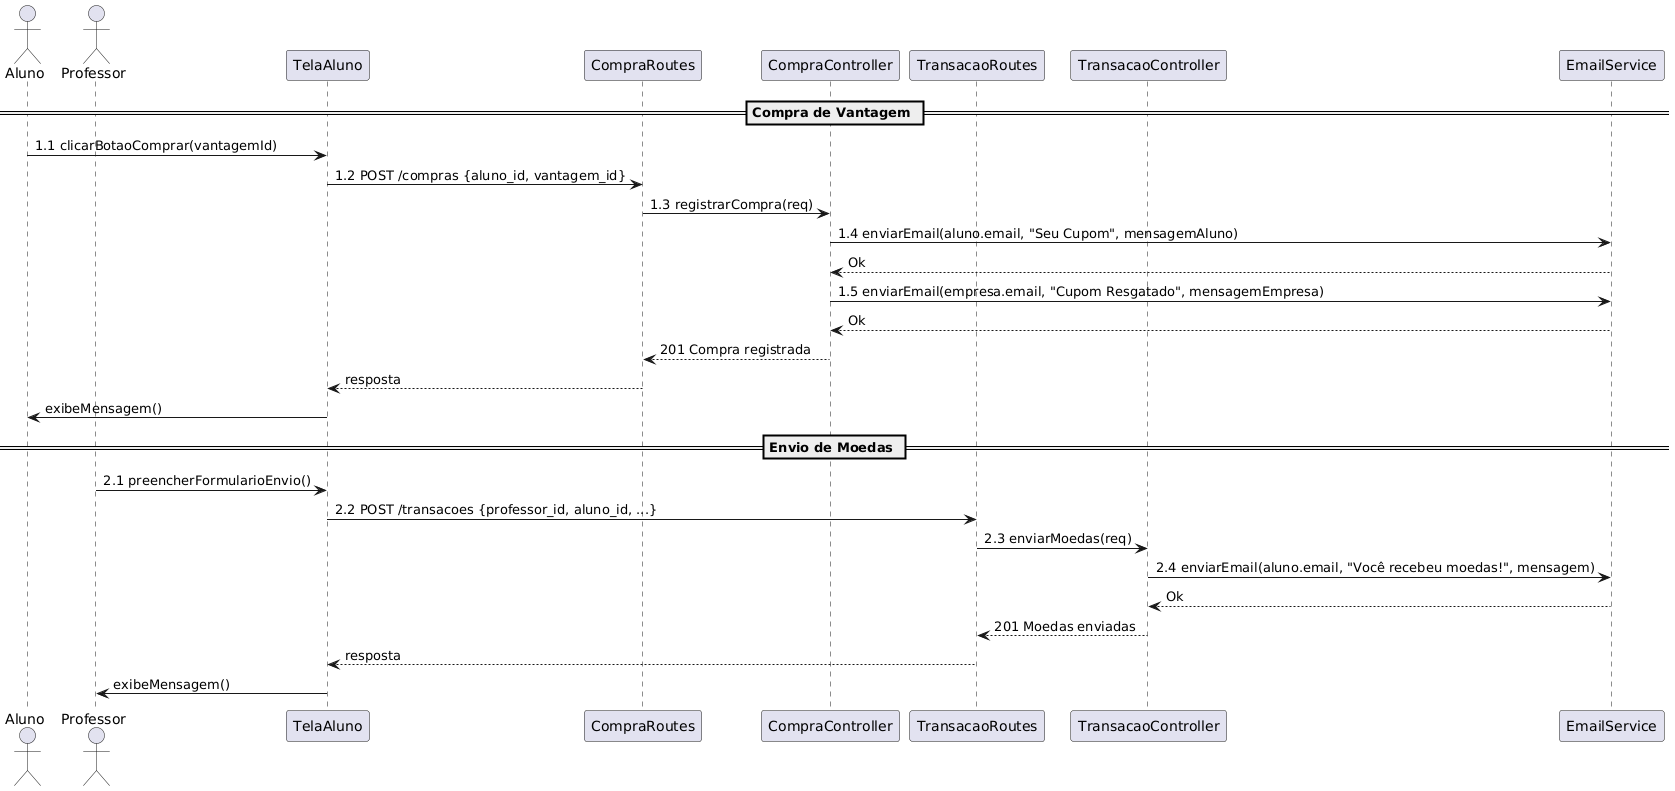 Aluno
Professor
TelaAluno
CompraRoutes
CompraController
TransacaoRoutes
TransacaoController
EmailService
Compra de Vantagem
1.1 clicarBotaoComprar(vantagemId)
1.2 POST /compras {aluno_id, vantagem_id}
1.3 registrarCompra(req)
1.4 enviarEmail(aluno.email, "Seu Cupom", mensagemAluno)
Ok
1.5 enviarEmail(empresa.email, "Cupom Resgatado", mensagemEmpresa)
Ok
201 Compra registrada
resposta
exibeMensagem()
Envio de Moedas
2.1 preencherFormularioEnvio()
2.2 POST /transacoes {professor_id, aluno_id, ...}
2.3 enviarMoedas(req)
2.4 enviarEmail(aluno.email, "Você recebeu moedas!", mensagem)
Ok
201 Moedas enviadas
resposta
exibeMensagem()
Aluno
Professor
TelaAluno
CompraRoutes
CompraController
TransacaoRoutes
TransacaoController
EmailService